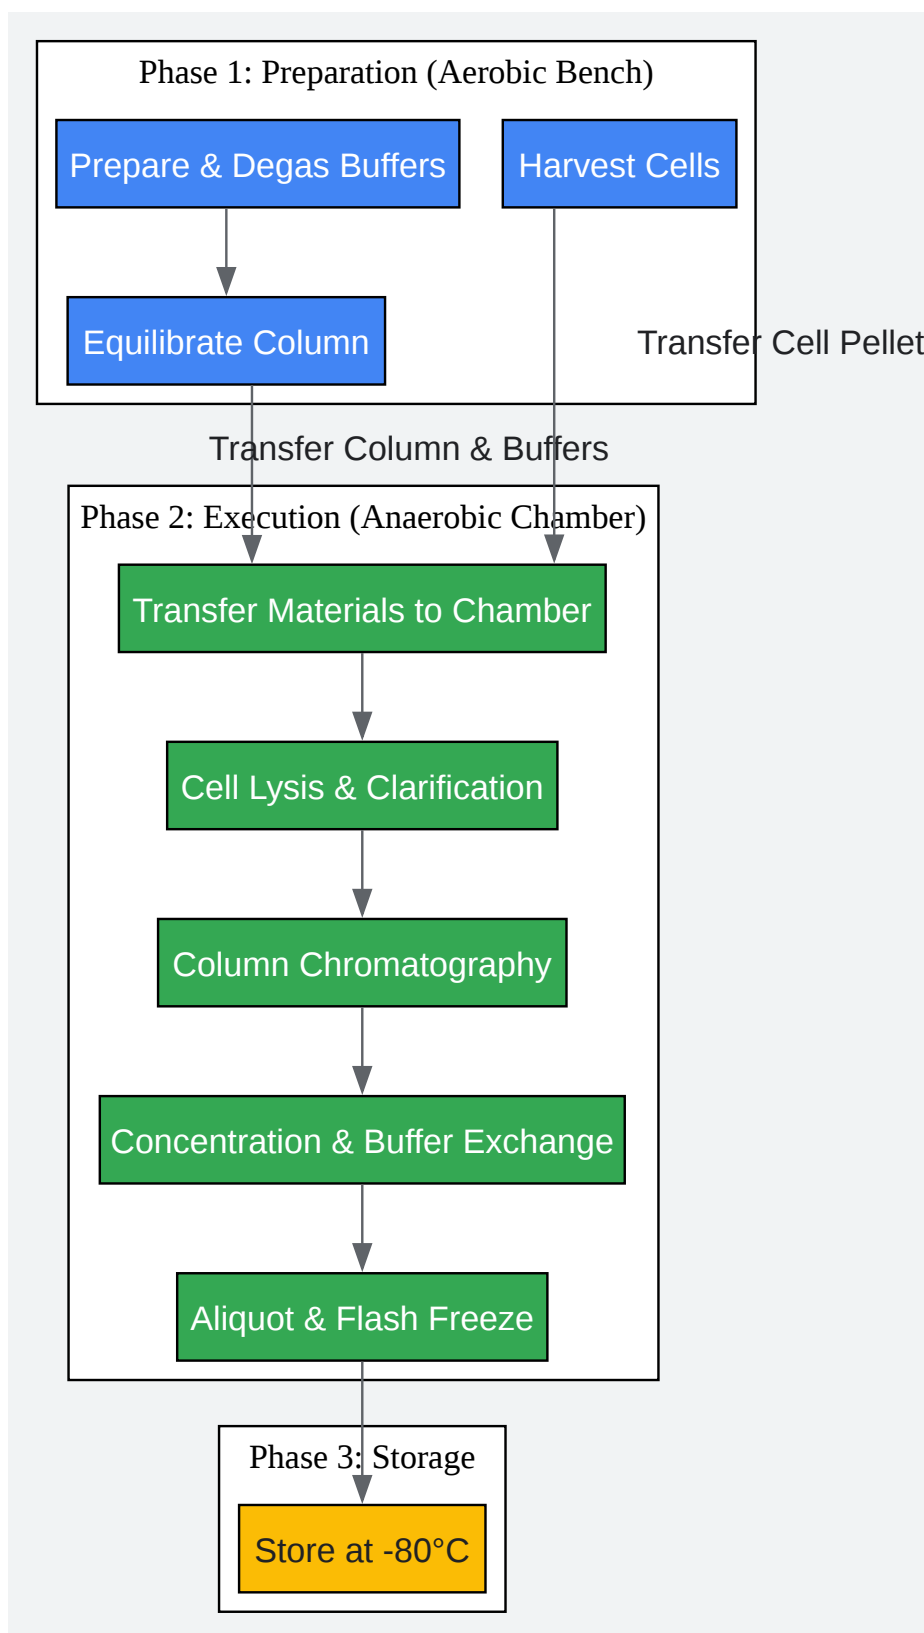 Phase 1: Preparation (Aerobic Bench)
Prepare & Degas Buffers
Harvest Cells
Equilibrate Column
Transfer Cell Pellet
Transfer Column & Buffers
Phase 2: Execution (Anaerobic Chamber)
Transfer Materials to Chamber
Cell Lysis & Clarification
Column Chromatography
Concentration & Buffer Exchange
Aliquot & Flash Freeze
Phase 3: Storage
Store at -80°C